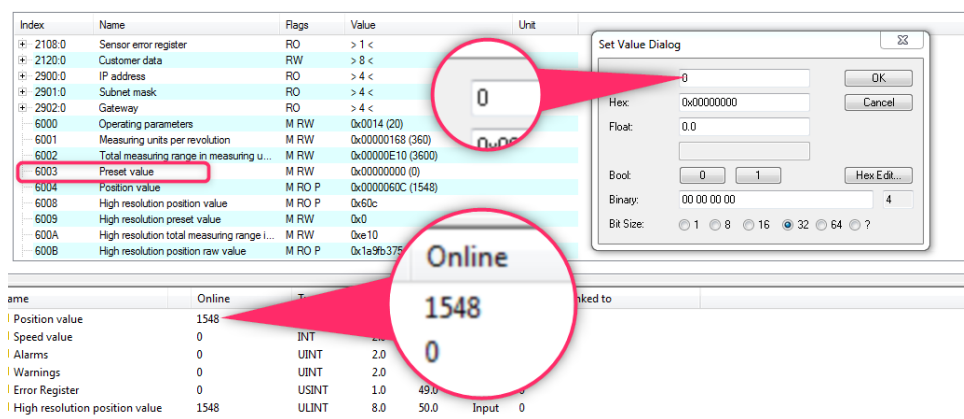 Index Name Flags Value Unit
2108:0 Sensor error register RO > 1 <
2120:0 Customer data RW > 8 <
2900:0 IP address RO > 4 <
2901:0 Subnet mask RO > 4 <
2902:0 Gateway RO > 4 <
6000 Operating parameters M RW 0x0014 (20)
6001 Measuring units per revolution M RW 0x00000168 (360)
6002 Total measuring range in measuring u... M RW 0x00000E10 (3600)
6003 Preset value M RW 0x00000000 (0)
6004 Position value M RO P 0x0000060C (1548)
6008 High resolution position value M RO P 0x60c
6009 High resolution preset value M RW 0x0
600A High resolution total measuring range i... M RW 0xe10
600B High resolution position raw value M RO P 0x1a9fb375
0
Set Value Dialog
0 OK
Hex: 0x00000000 Cancel
Float: 0.0
Bool: 0 1 Hex Edit...
Binary: 00 00 00 00 4
Bit Size: 1 8 16 32 64 ?
ame Online nked to
Position value 1548
Speed value 0 INT
Alarms 0 UINT 2.0
Warnings 0 UINT 2.0
Error Register 0 USINT 1.0 49.0
High resolution position value 1548 ULINT 8.0 50.0 Input 0
Online
1548
0